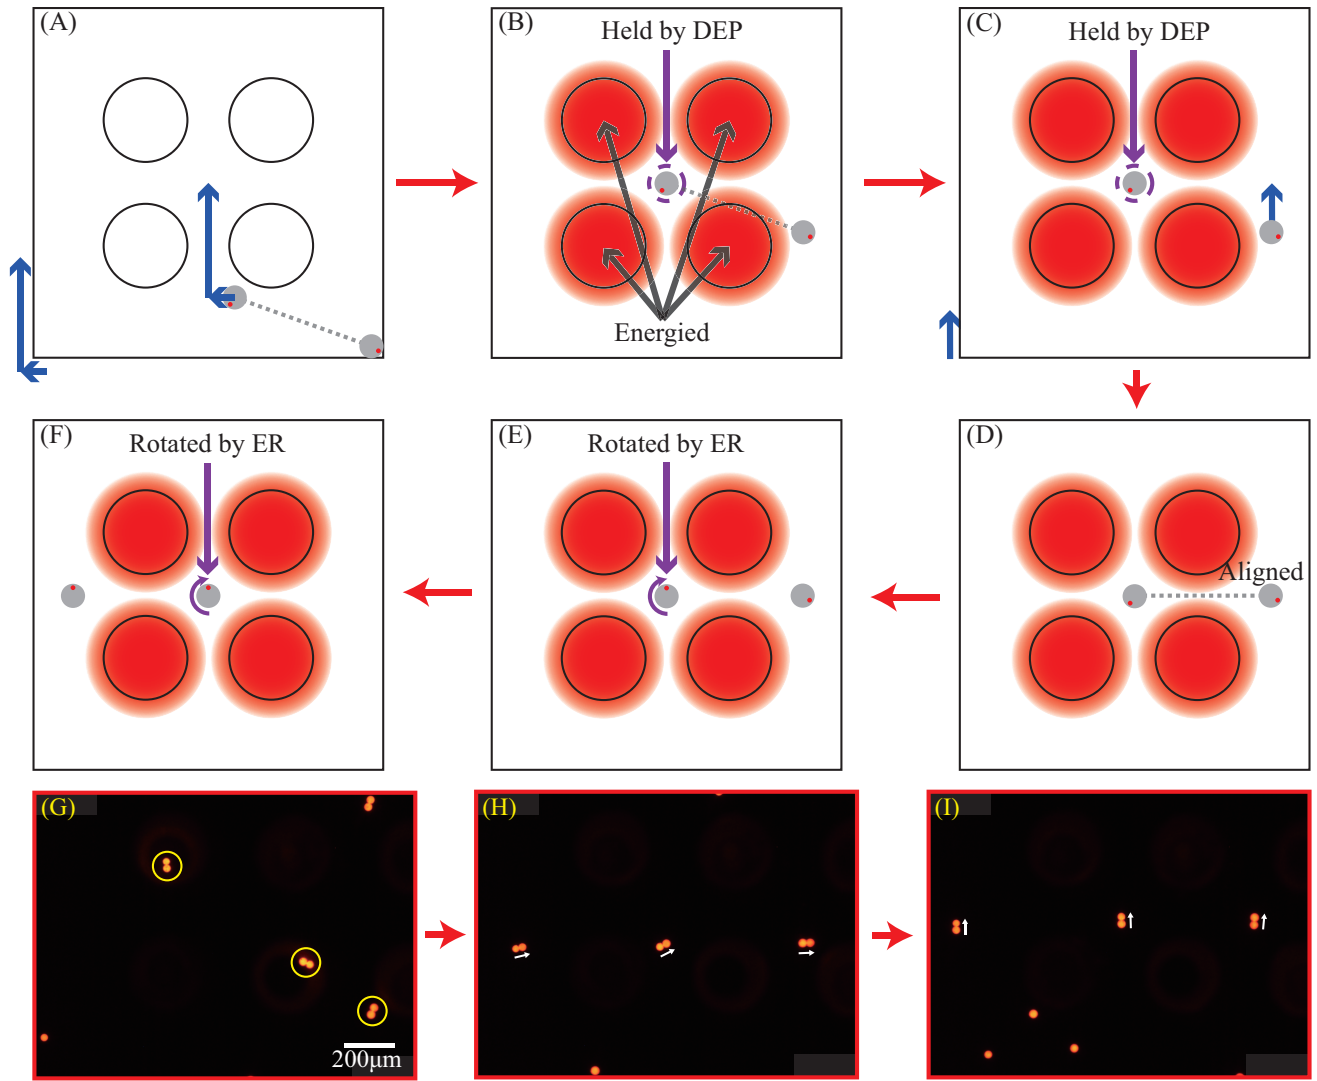 (A)
(B)
Held by DEP
Energied
(C)
Held by DEP
(F)
Rotated by ER
(E)
Rotated by ER
(D)
Aligned
(G)
200μm
(H)
(I)